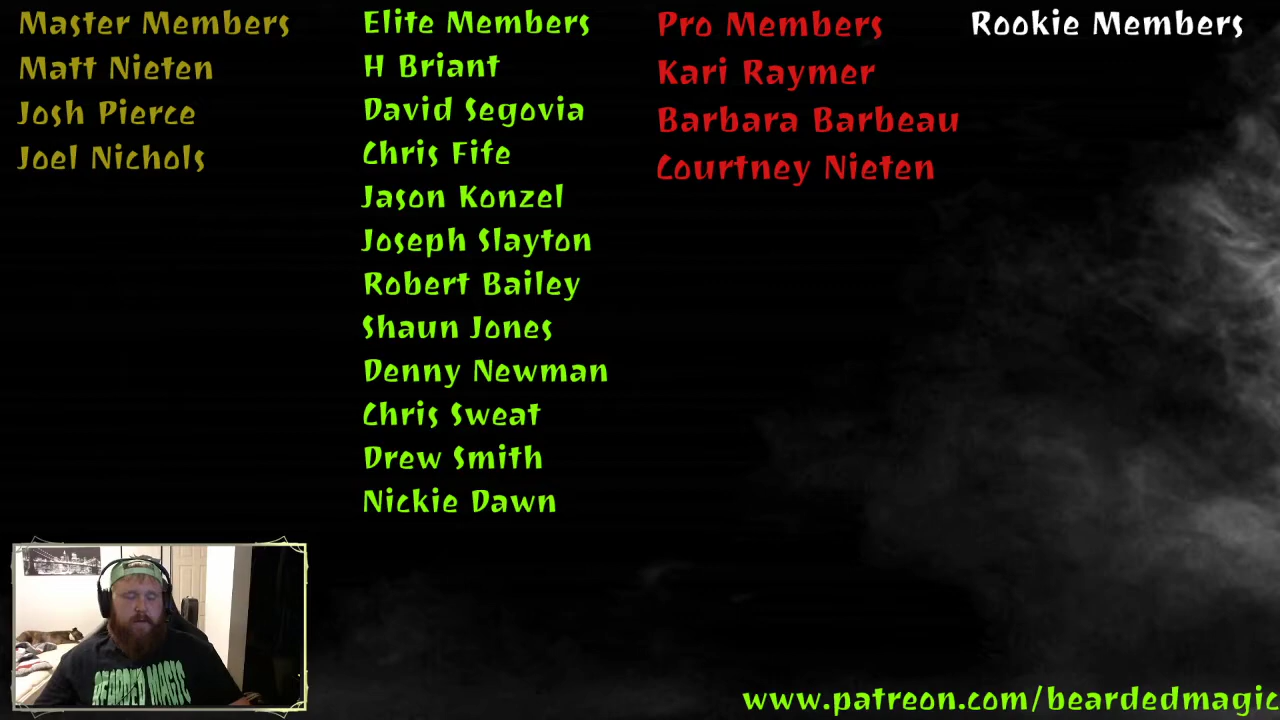 Master Members
Matt Nieten
Josh Pierce
Joel Nichols
Elite Members
H Briant
David Segovia
Chris Fife
Jason Konzel
Joseph Slayton
Robert Bailey
Shaun Jones
Denny Newman
Chris Sweat
Drew Smith
Nickie Dawn
Pro Members
Kari Raymer
Barbara Barbeau
Courtney Nieten
Rookie Members
BEARDED MAGIC
www.patreon.com/beardedmagic